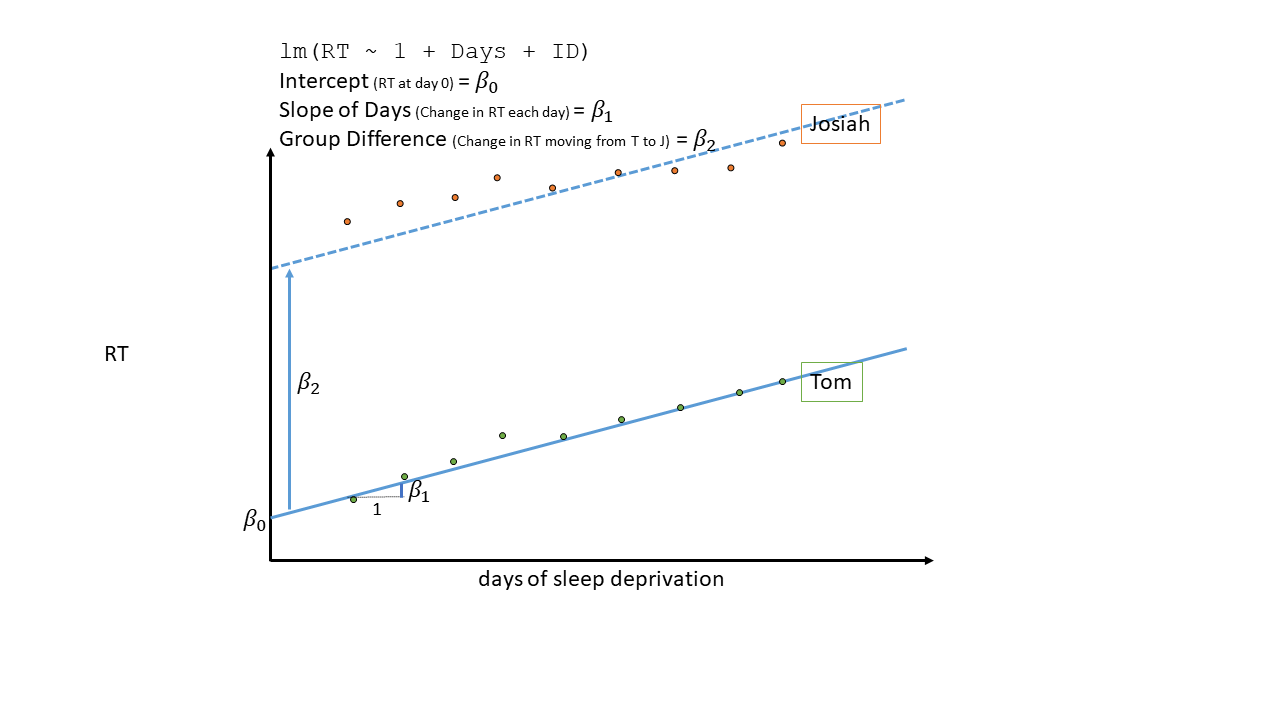 lm(RT ~ 1 + Days + ID)
Intercept (RT at day 0) = β₀
Slope of Days (Change in RT each day) = β₁
Group Difference (Change in RT moving from T to J) = β₂
Josiah
RT
β₂
Tom
β₁
1
β₀
days of sleep deprivation